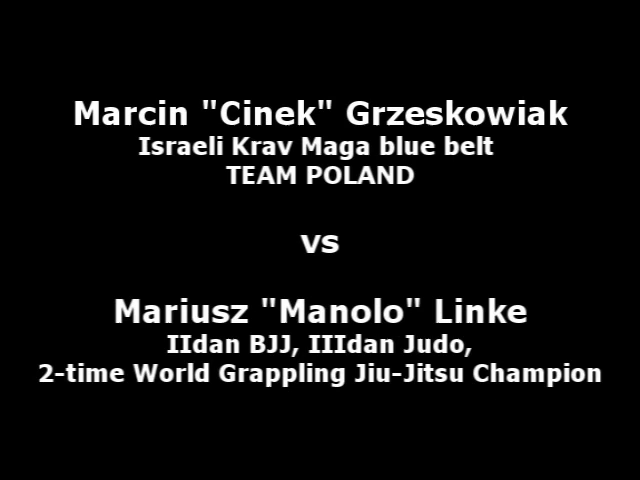 Marcin "Cinek" Grzeskowiak
Israeli Krav Maga blue belt
TEAM POLAND
vs
Mariusz "Manolo" Linke
IIdan BJJ, IIIdan Judo,
2-time World Grappling Jiu-Jitsu Champion